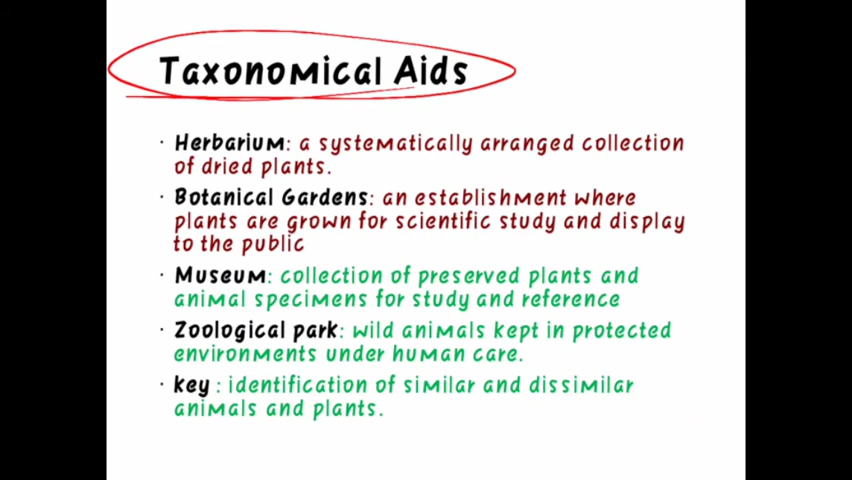 Taxonomical Aids
· Herbarium: a systematically arranged collection
of dried plants.
· Botanical Gardens: an establishment where
plants are grown for scientific study and display
to the public
· Museum: collection of preserved plants and
animal specimens for study and reference
· Zoological park: wild animals kept in protected
environments under human care.
· key : identification of similar and dissimilar
animals and plants.